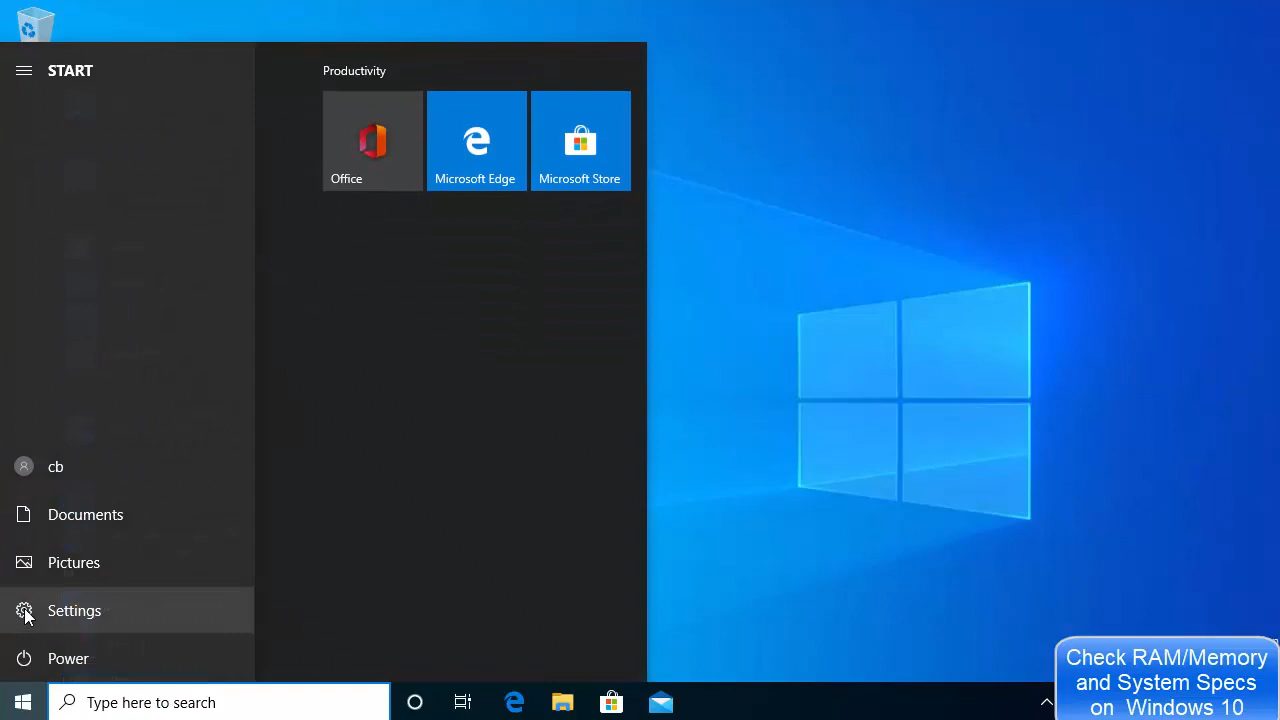 START
Productivity
Office
Microsoft Edge
Microsoft Store
cb
Documents
Pictures
Settings
Power
Type here to search
Check RAM/Memory
and System Specs
on Windows 10